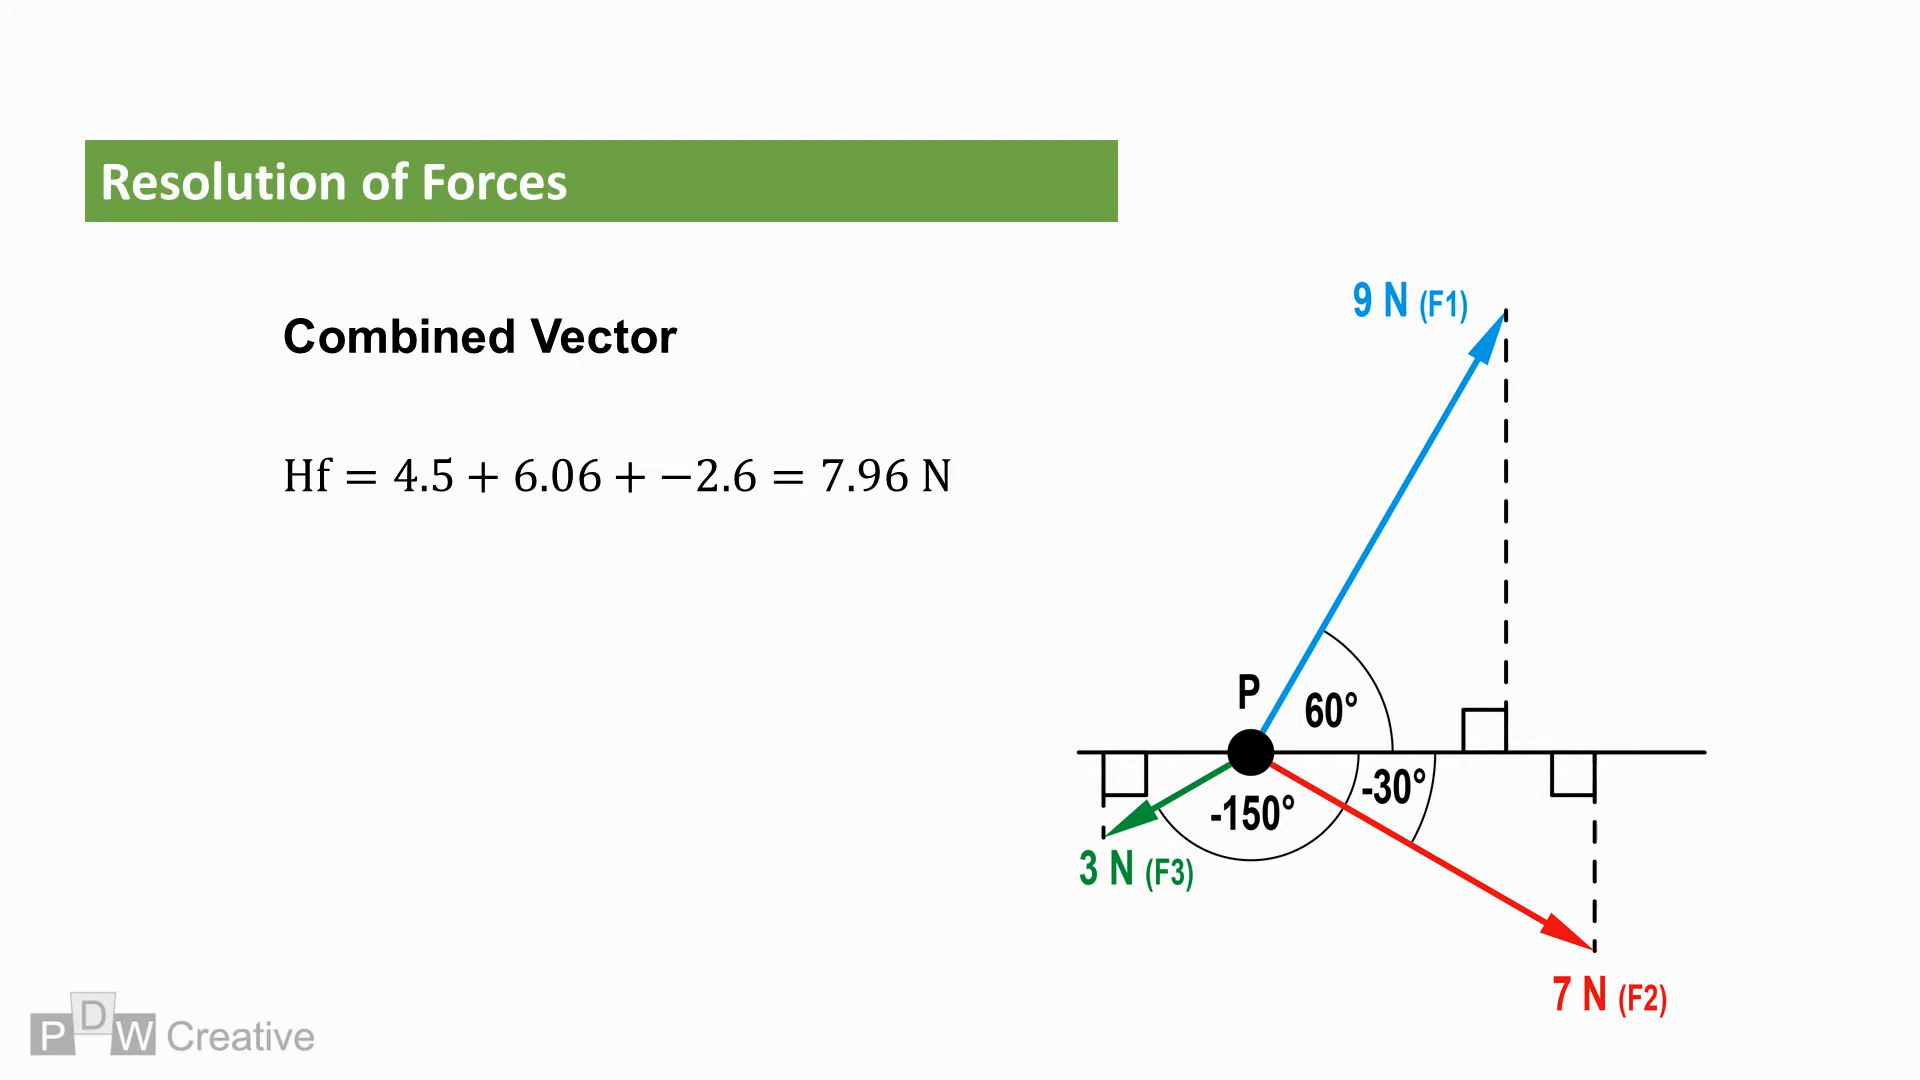 Resolution of Forces
Combined Vector
Hf = 4.5 + 6.06 + −2.6 = 7.96 N
9 N (F1)
P
60°
-30°
-150°
3 N (F3)
7 N (F2)
PDW Creative